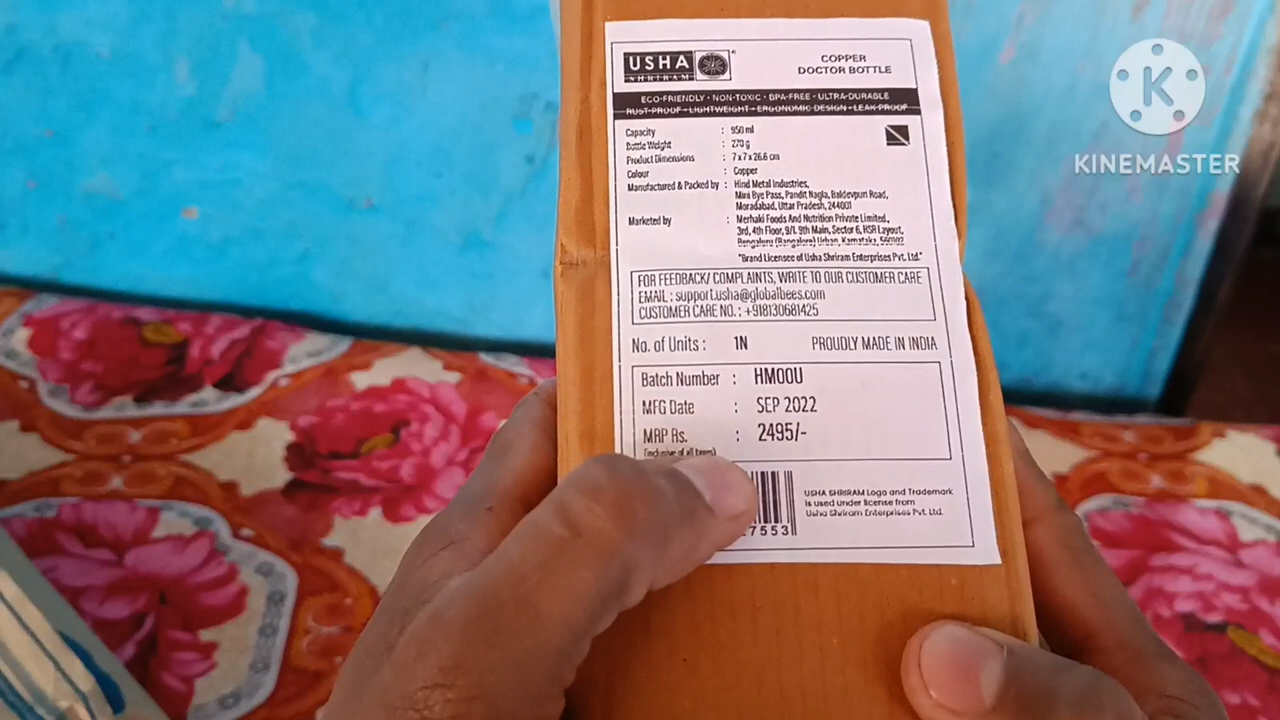 USHA
SHRIRAM
COPPER
DOCTOR BOTTLE
ECO-FRIENDLY • NON-TOXIC • BPA-FREE • ULTRA-DURABLE
RUST-PROOF • LIGHTWEIGHT • ERGONOMIC DESIGN • LEAK-PROOF
Capacity : 950 ml
Bottle Weight : 270 g
Product Dimensions : 7 x 7 x 26.6 cm
Colour : Copper
Manufactured & Packed by : Hind Metal Industries,
Mini Bye Pass, Pandit Nagla, Baldevpuri Road,
Moradabad, Uttar Pradesh, 244001
Marketed by : Merhaki Foods And Nutrition Private Limited.,
3rd, 4th Floor, 9/1, 9th Main, Sector 6, HSR Layout,
Bengaluru (Bangalore) Urban, Karnataka, 560102
"Brand Licensee of Usha Shriram Enterprises Pvt. Ltd."
FOR FEEDBACK/ COMPLAINTS, WRITE TO OUR CUSTOMER CARE
EMAIL : support.usha@globalbees.com
CUSTOMER CARE NO. : +918130681425
No. of Units : 1N PROUDLY MADE IN INDIA
Batch Number : HM00U
MFG Date : SEP 2022
MRP Rs. : 2495/-
(inclusive of all taxes)
7553
USHA SHRIRAM Logo and Trademark
is used under license from
Usha Shriram Enterprises Pvt. Ltd.
K
KINEMASTER